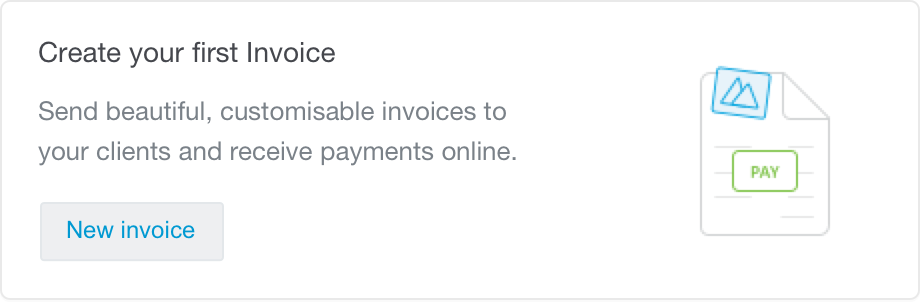 Create your first Invoice
Send beautiful, customisable invoices to
your clients and receive payments online.
PAY
New invoice